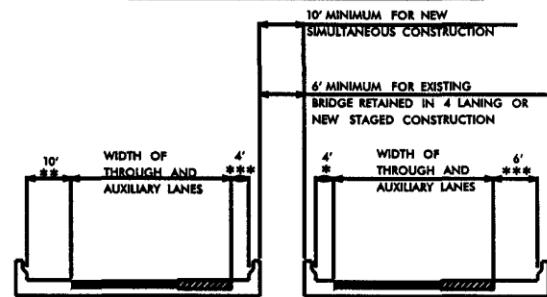 10' MINIMUM FOR NEW
SIMULTANEOUS CONSTRUCTION
6' MINIMUM FOR EXISTING
BRIDGE RETAINED IN 4 LANING OR
NEW STAGED CONSTRUCTION
10'
**
WIDTH OF
THROUGH AND
AUXILIARY LANES
4'
***
4'
*
WIDTH OF
THROUGH AND
AUXILIARY LANES
6'
***